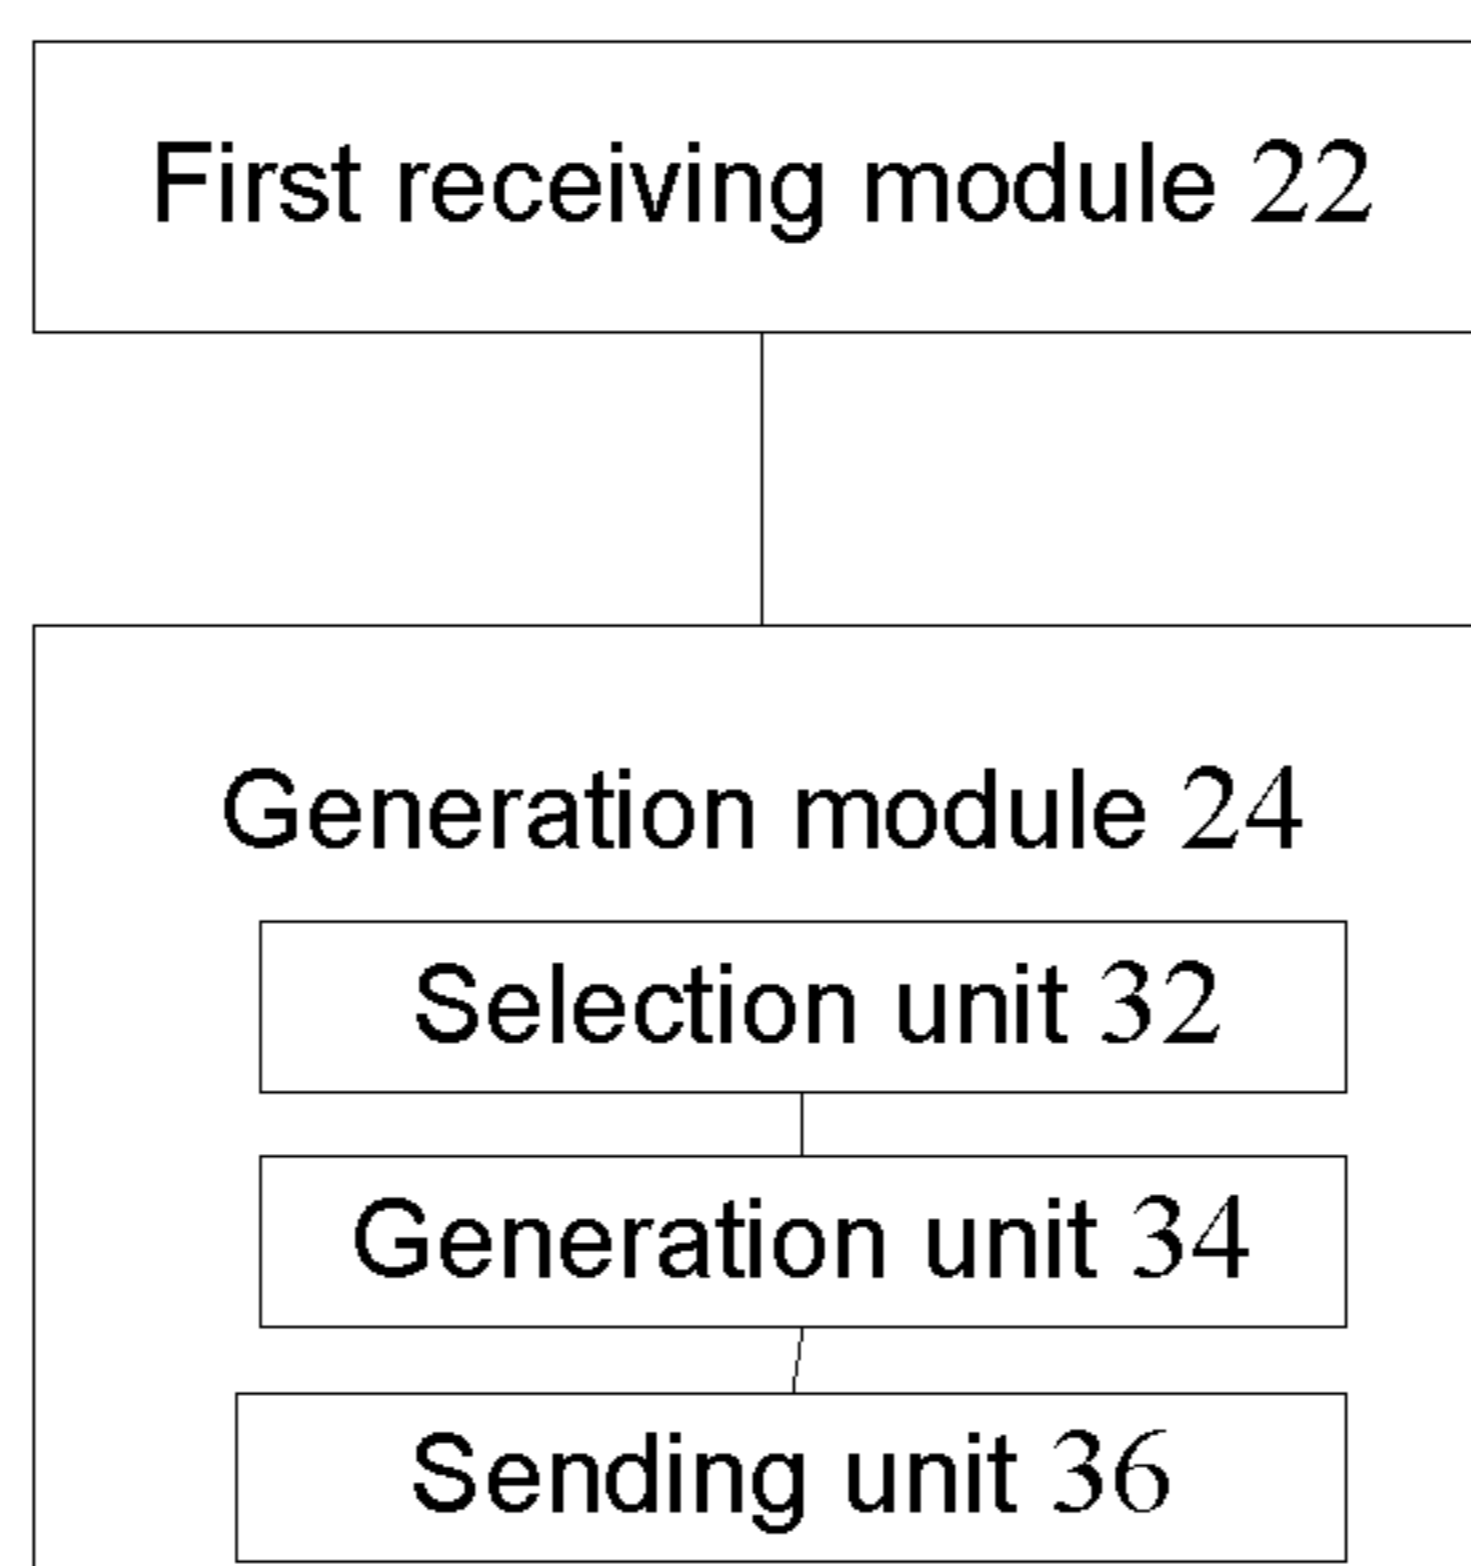 First receiving module 22
Generation module 24
Selection unit 32
Generation unit 34
Sending unit 36